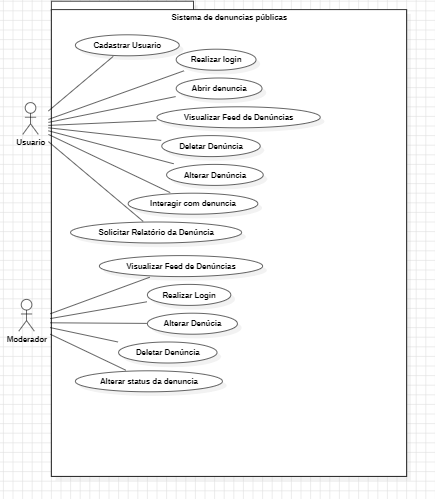 Sistema de denuncias públicas
Cadastrar Usuario
Realizar login
Abrir denuncia
Visualizar Feed de Denúncias
Usuario
Deletar Denúncia
Alterar Denúncia
Interagir com denuncia
Solicitar Relatório da Denúncia
Visualizar Feed de Denúncias
Realizar Login
Alterar Denúcia
Moderador
Deletar Denúncia
Alterar status da denuncia